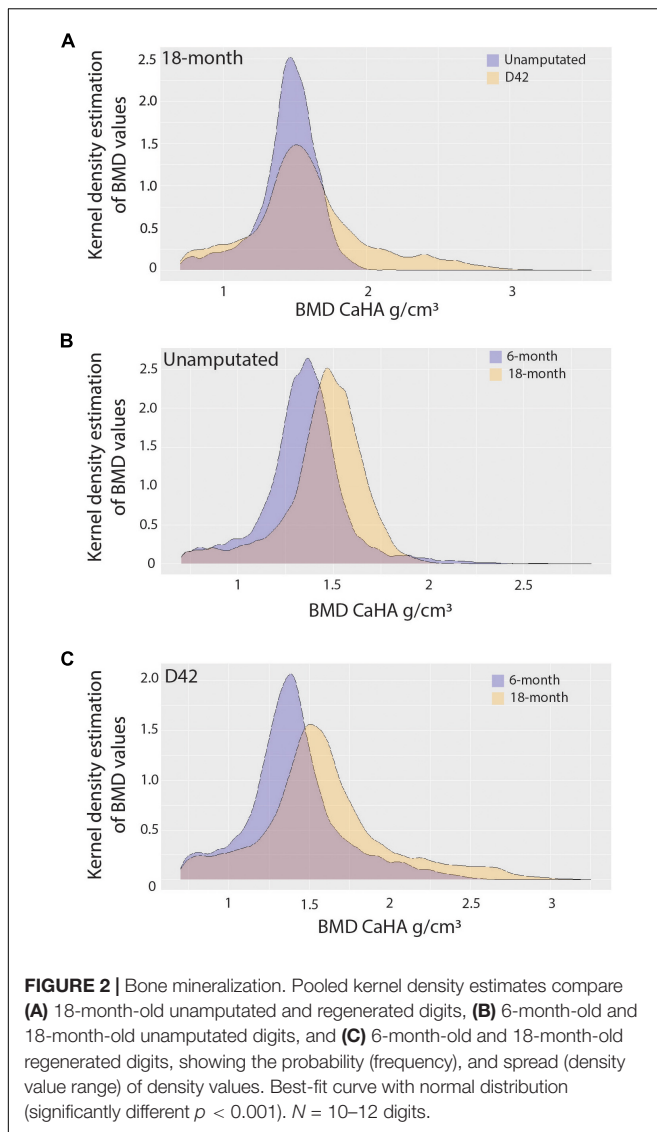 A
18-month
Unamputated
D42
Kernel density estimation
of BMD values
2.5
2.0
1.5
1.0
0.5
0
1
2
3
BMD CaHA g/cm³
B
Unamputated
6-month
18-month
Kernel density estimation
of BMD values
2.5
2.0
1.5
1.0
0.5
0
1
1.5
2
2.5
BMD CaHA g/cm³
C
D42
6-month
18-month
Kernel density estimation
of BMD values
2.0
1.5
1.0
0.5
0
1
1.5
2
2.5
3
BMD CaHA g/cm³
FIGURE 2 | Bone mineralization. Pooled kernel density estimates compare
(A) 18-month-old unamputated and regenerated digits, (B) 6-month-old and
18-month-old unamputated digits, and (C) 6-month-old and 18-month-old
regenerated digits, showing the probability (frequency), and spread (density
value range) of density values. Best-fit curve with normal distribution
(significantly different p < 0.001). N = 10–12 digits.